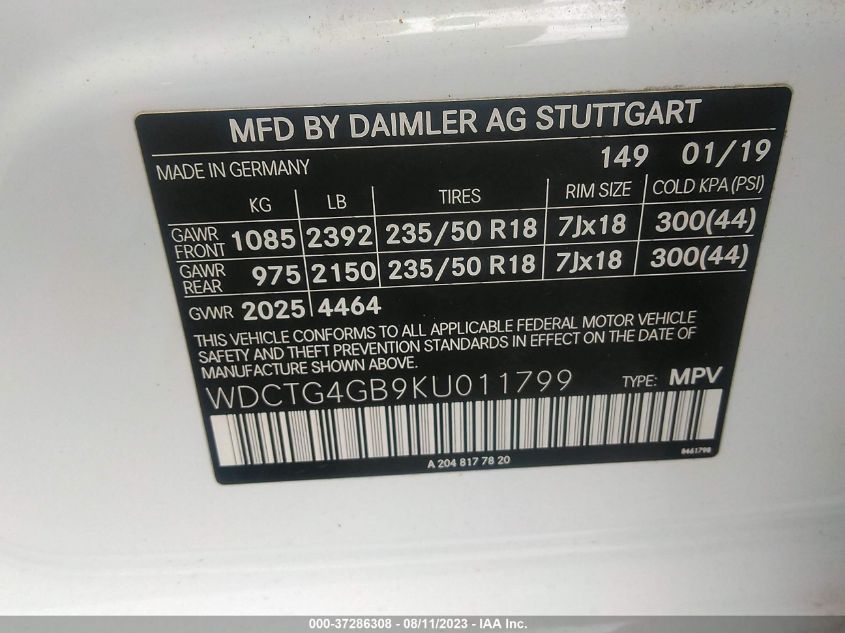 MFD BY DAIMLER AG STUTTGART
MADE IN GERMANY 149 01/19
KG LB TIRES RIM SIZE COLD KPA (PSI)
GAWR FRONT 1085 2392 235/50 R18 7Jx18 300(44)
GAWR REAR 975 2150 235/50 R18 7Jx18 300(44)
GVWR 2025 4464
THIS VEHICLE CONFORMS TO ALL APPLICABLE FEDERAL MOTOR VEHICLE
SAFETY AND THEFT PREVENTION STANDARDS IN EFFECT ON THE DATE OF
MANUFACTURE SHOWN ABOVE.
WDCTG4GB9KU011799 TYPE: MPV
A 204 817 78 20 8461798
000-37286308 - 08/11/2023 - IAA Inc.